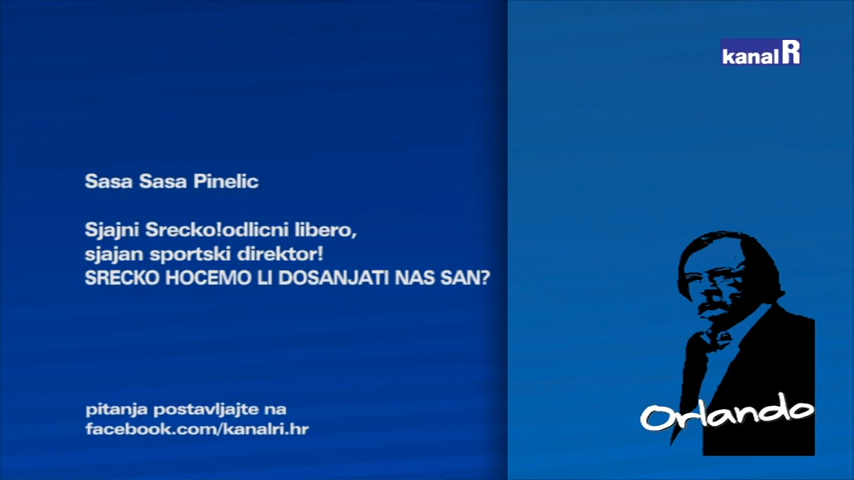 kanal R
Sasa Sasa Pinelic
Sjajni Srecko!odlicni libero,
sjajan sportski direktor!
SRECKO HOCEMO LI DOSANJATI NAS SAN?
pitanja postavljajte na
facebook.com/kanalri.hr
Orlando